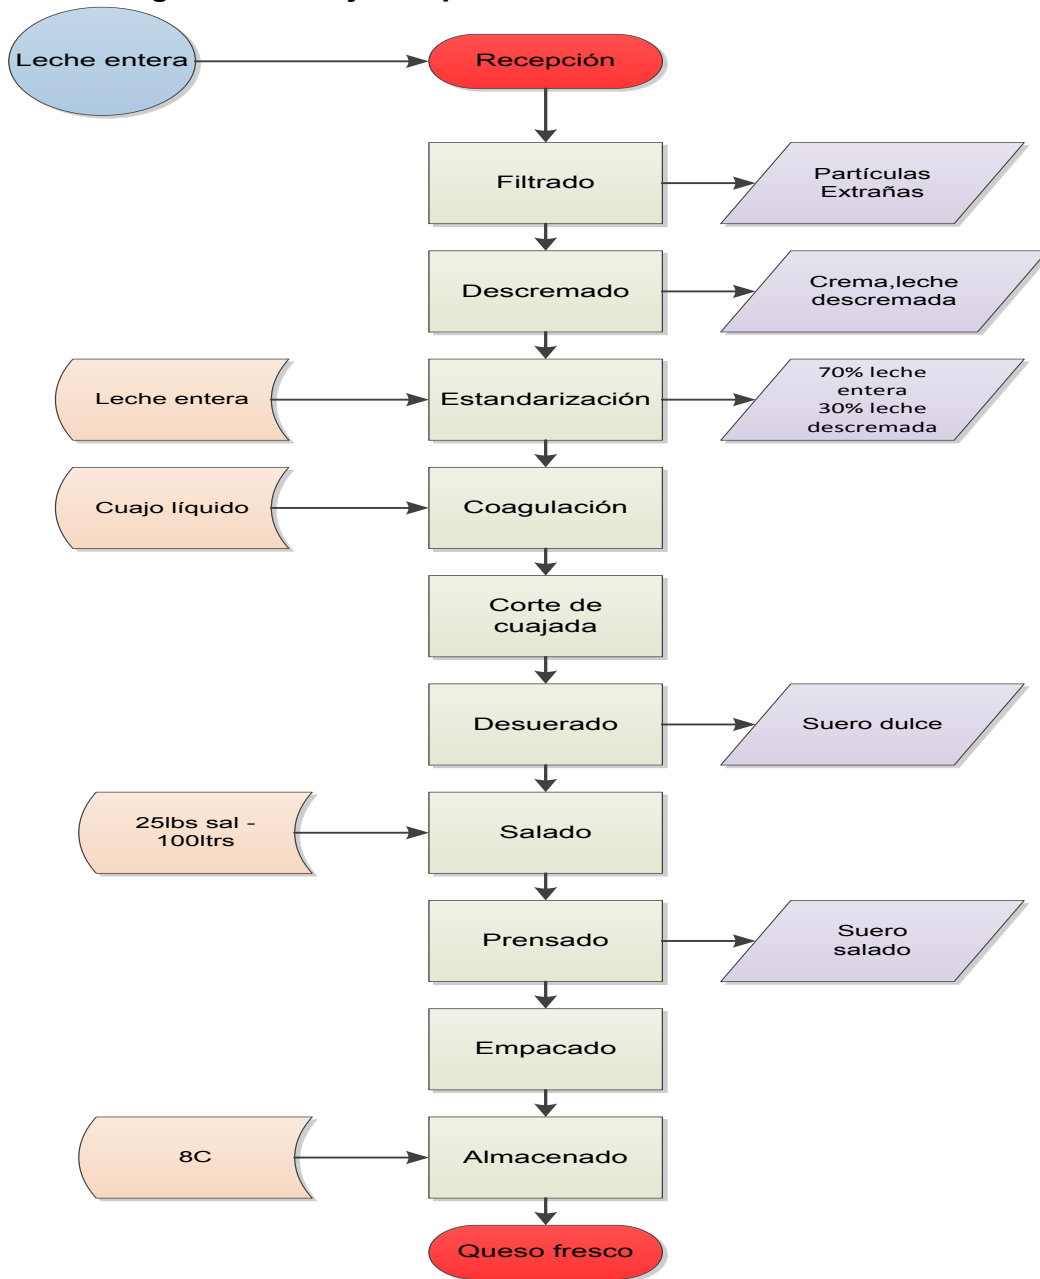 Leche entera
Recepción
Filtrado
Partículas
Extrañas
Descremado
Crema,leche
descremada
Leche entera
Estandarización
70% leche
entera
30% leche
descremada
Cuajo líquido
Coagulación
Corte de
cuajada
Desuerado
Suero dulce
25lbs sal -
100ltrs
Salado
Prensado
Suero
salado
Empacado
8C
Almacenado
Queso fresco